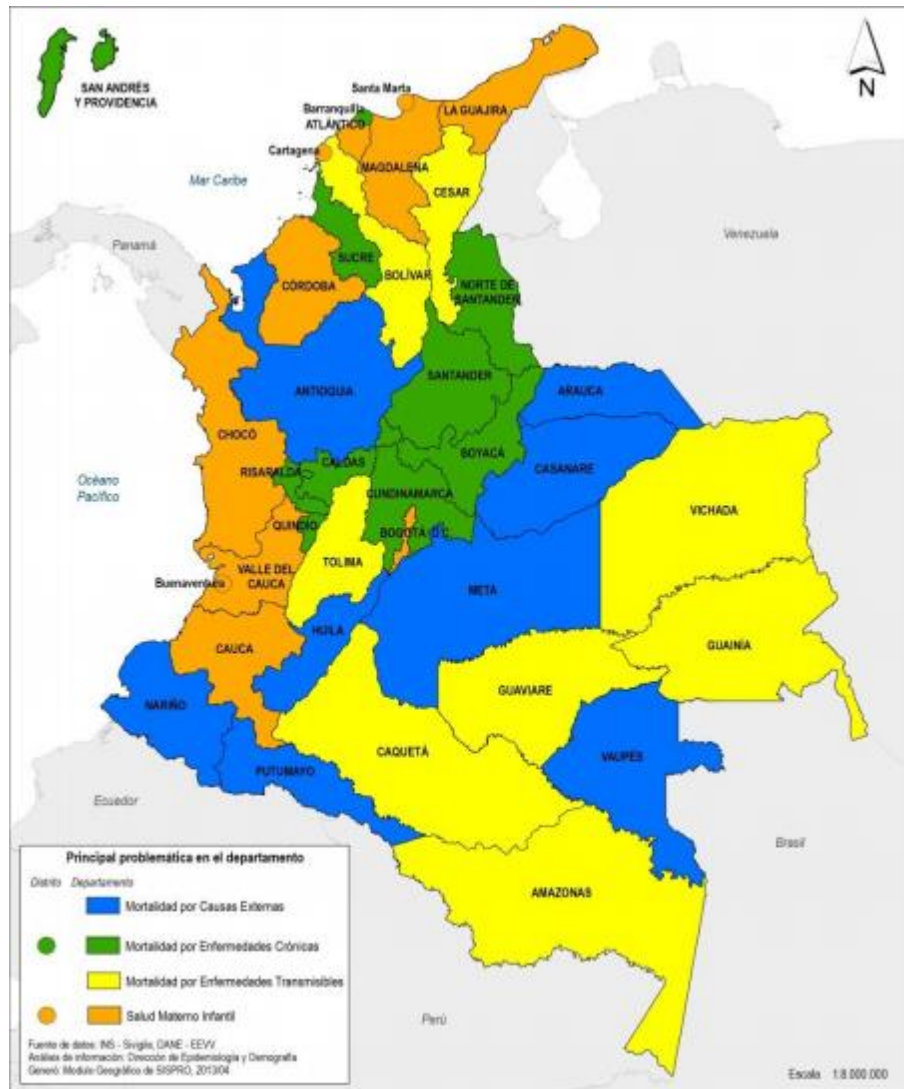 SAN ANDRÉS
Y PROVIDENCIA
N
Santa Marta
Barranquilla
LA GUAJIRA
ATLÁNTICO
Cartagena
MAGDALENA
Mar Caribe
CESAR
Venezuela
Panamá
SUCRE
BOLÍVAR
CÓRDOBA
NORTE DE
SANTANDER
SANTANDER
ANTIOQUIA
ARAUCA
CHOCÓ
BOYACÁ
CASANARE
RISARALDA
CALDAS
Océano
Pacífico
CUNDINAMARCA
VICHADA
QUINDIO
BOGOTÁ D.C
TOLIMA
VALLE DEL
CAUCA
Buenaventura
META
HUILA
CAUCA
GUAINÍA
GUAVIARE
NARIÑO
CAQUETÁ
VAUPÉS
PUTUMAYO
Ecuador
Brasil
AMAZONAS
Perú
Principal problemática en el departamento
Distrito Departamento
Mortalidad por Causas Externas
Mortalidad por Enfermedades Crónicas
Mortalidad por Enfermedades Transmisibles
Salud Materno Infantil
Fuente de datos: INS - Sivigila, DANE - EEVV
Análisis de información: Dirección de Epidemiología y Demografía
Generó: Modulo Geográfico de SISPRO, 2013/04
Escala 1:8.000.000